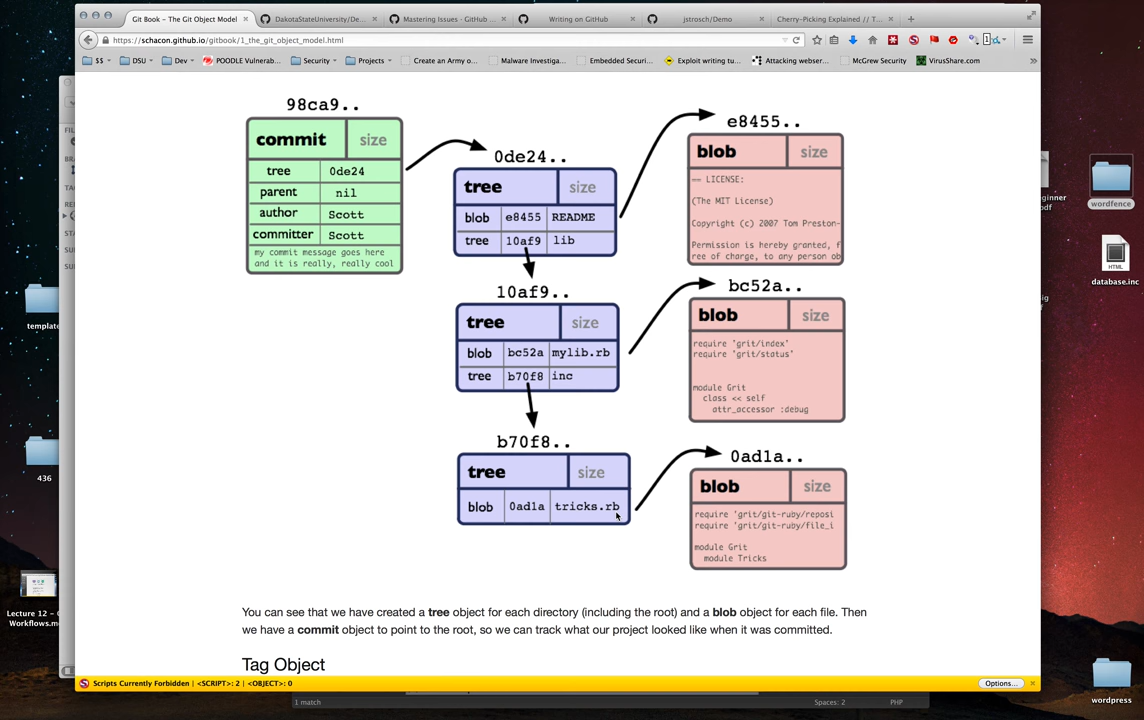 Git Book - The Git Object Model
DakotaStateUniversity/De...
Mastering Issues · GitHub ...
Writing on GitHub
jstrosch/Demo
Cherry-Picking Explained // T...
https://schacon.github.io/gitbook/1_the_git_object_model.html
$$
DSU
Dev
POODLE Vulnerab...
Security
Projects
Create an Army o...
Malware Investiga...
Embedded Securi...
Exploit writing tu...
Attacking webser...
McGrew Security
VirusShare.com
98ca9..
commit size
tree 0de24
parent nil
author Scott
committer Scott
my commit message goes here
and it is really, really cool
0de24..
tree size
blob e8455 README
tree 10af9 lib
e8455..
blob size
== LICENSE:
(The MIT License)
Copyright (c) 2007 Tom Preston-
Permission is hereby granted, f
ree of charge, to any person ob
10af9..
tree size
blob bc52a mylib.rb
tree b70f8 inc
bc52a..
blob size
require 'grit/index'
require 'grit/status'
module Grit
class << self
attr_accessor :debug
b70f8..
tree size
blob 0ad1a tricks.rb
0ad1a..
blob size
require 'grit/git-ruby/reposi
require 'grit/git-ruby/file_i
module Grit
module Tricks
You can see that we have created a tree object for each directory (including the root) and a blob object for each file. Then
we have a commit object to point to the root, so we can track what our project looked like when it was committed.
Tag Object
Scripts Currently Forbidden | <SCRIPT>: 2 | <OBJECT>: 0
Options...
1 match
Spaces: 2
PHP
templat
436
Lecture 12 -
Workflows.m
wordfence
HTML
database.inc
wordpress